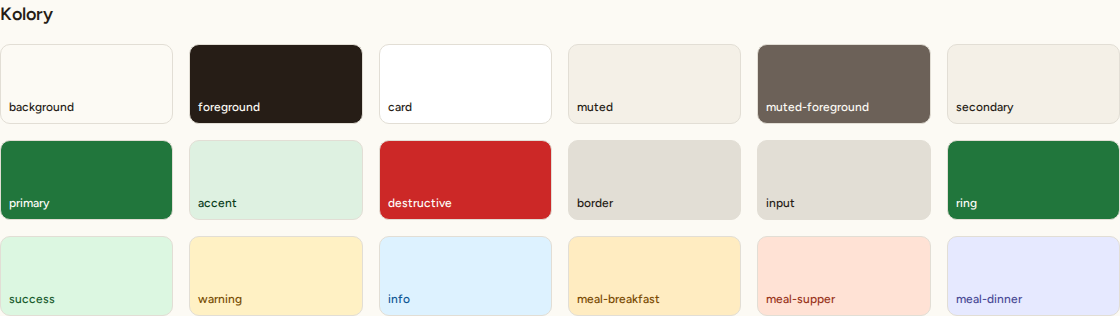 Kolory
background
foreground
card
muted
muted-foreground
secondary
primary
accent
destructive
border
input
ring
success
warning
info
meal-breakfast
meal-supper
meal-dinner